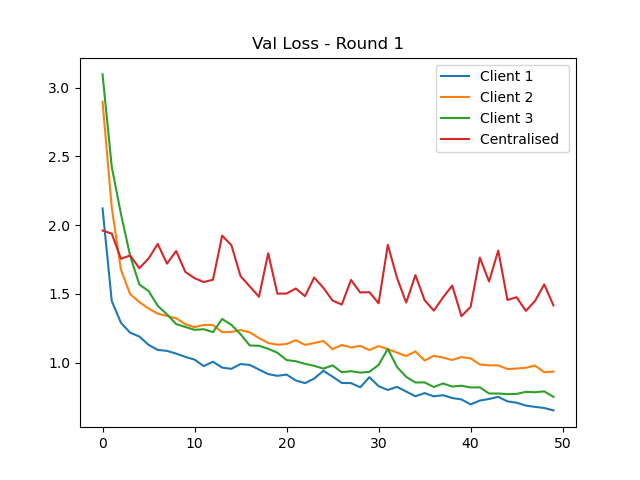 Val Loss - Round 1
Client 1
Client 2
Client 3
Centralised
3.0
2.5
2.0
1.5
1.0
0 10 20 30 40 50